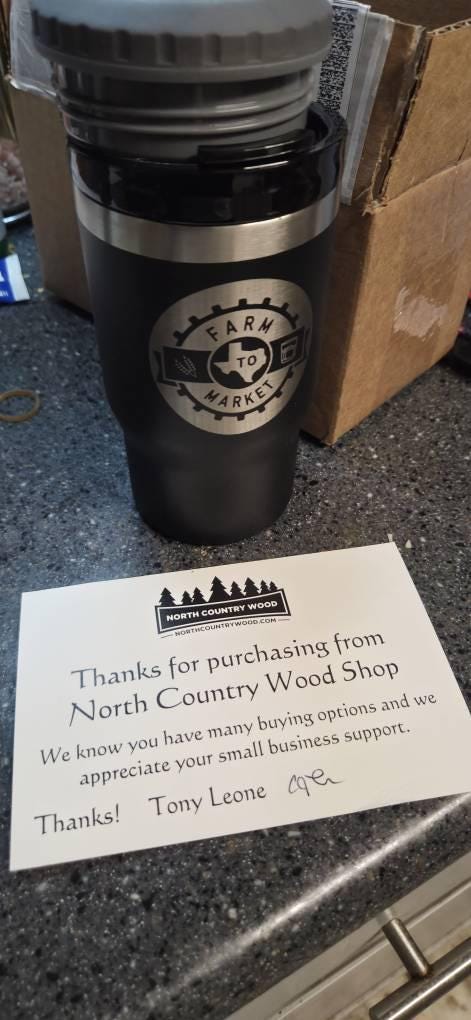 FARM
TO
MARKET
NORTH COUNTRY WOOD
NORTHCOUNTRYWOOD.COM
Thanks for purchasing from
North Country Wood Shop
We know you have many buying options and we
appreciate your small business support.
Thanks! Tony Leone